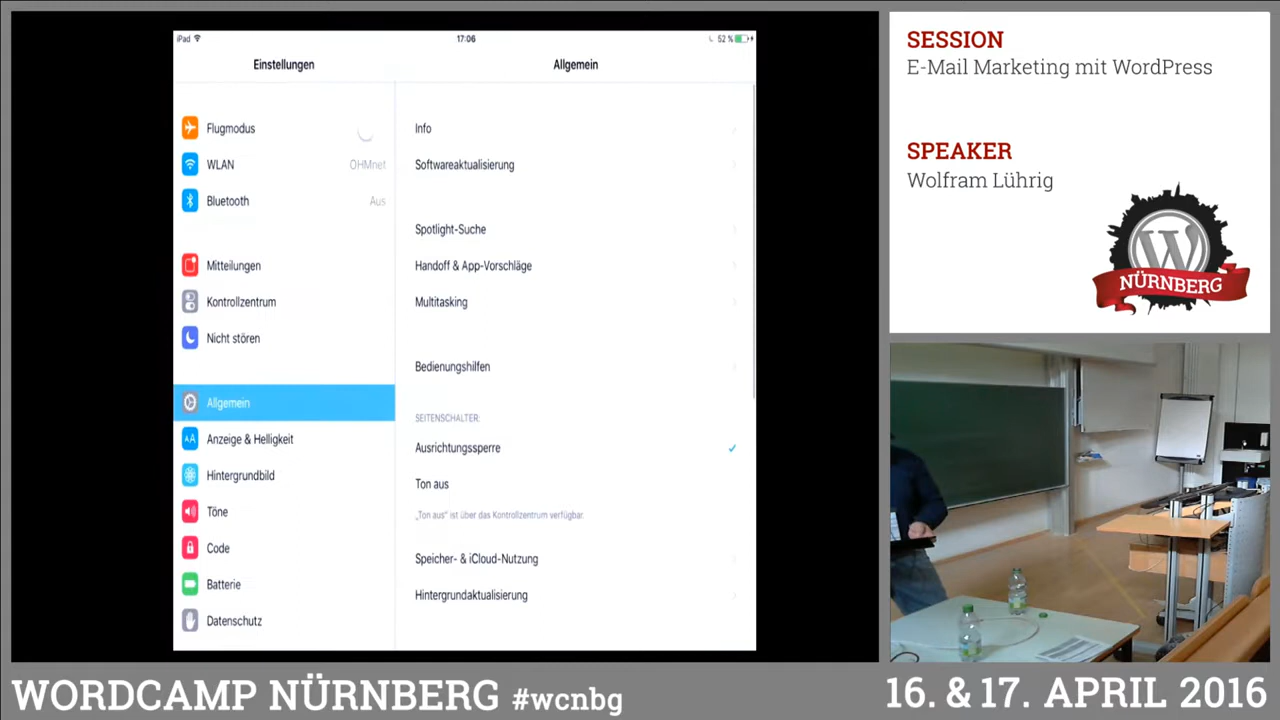 iPad 17:06 52 %
Einstellungen
Allgemein
Flugmodus
WLAN OHMnet
Bluetooth Aus
Mitteilungen
Kontrollzentrum
Nicht stören
Allgemein
Anzeige & Helligkeit
Hintergrundbild
Töne
Code
Batterie
Datenschutz
Info
Softwareaktualisierung
Spotlight-Suche
Handoff & App-Vorschläge
Multitasking
Bedienungshilfen
SEITENSCHALTER:
Ausrichtungssperre
Ton aus
„Ton aus“ ist über das Kontrollzentrum verfügbar.
Speicher- & iCloud-Nutzung
Hintergrundaktualisierung
SESSION
E-Mail Marketing mit WordPress
SPEAKER
Wolfram Lührig
W
NÜRNBERG
WORDCAMP NÜRNBERG #wcnbg
16. & 17. APRIL 2016